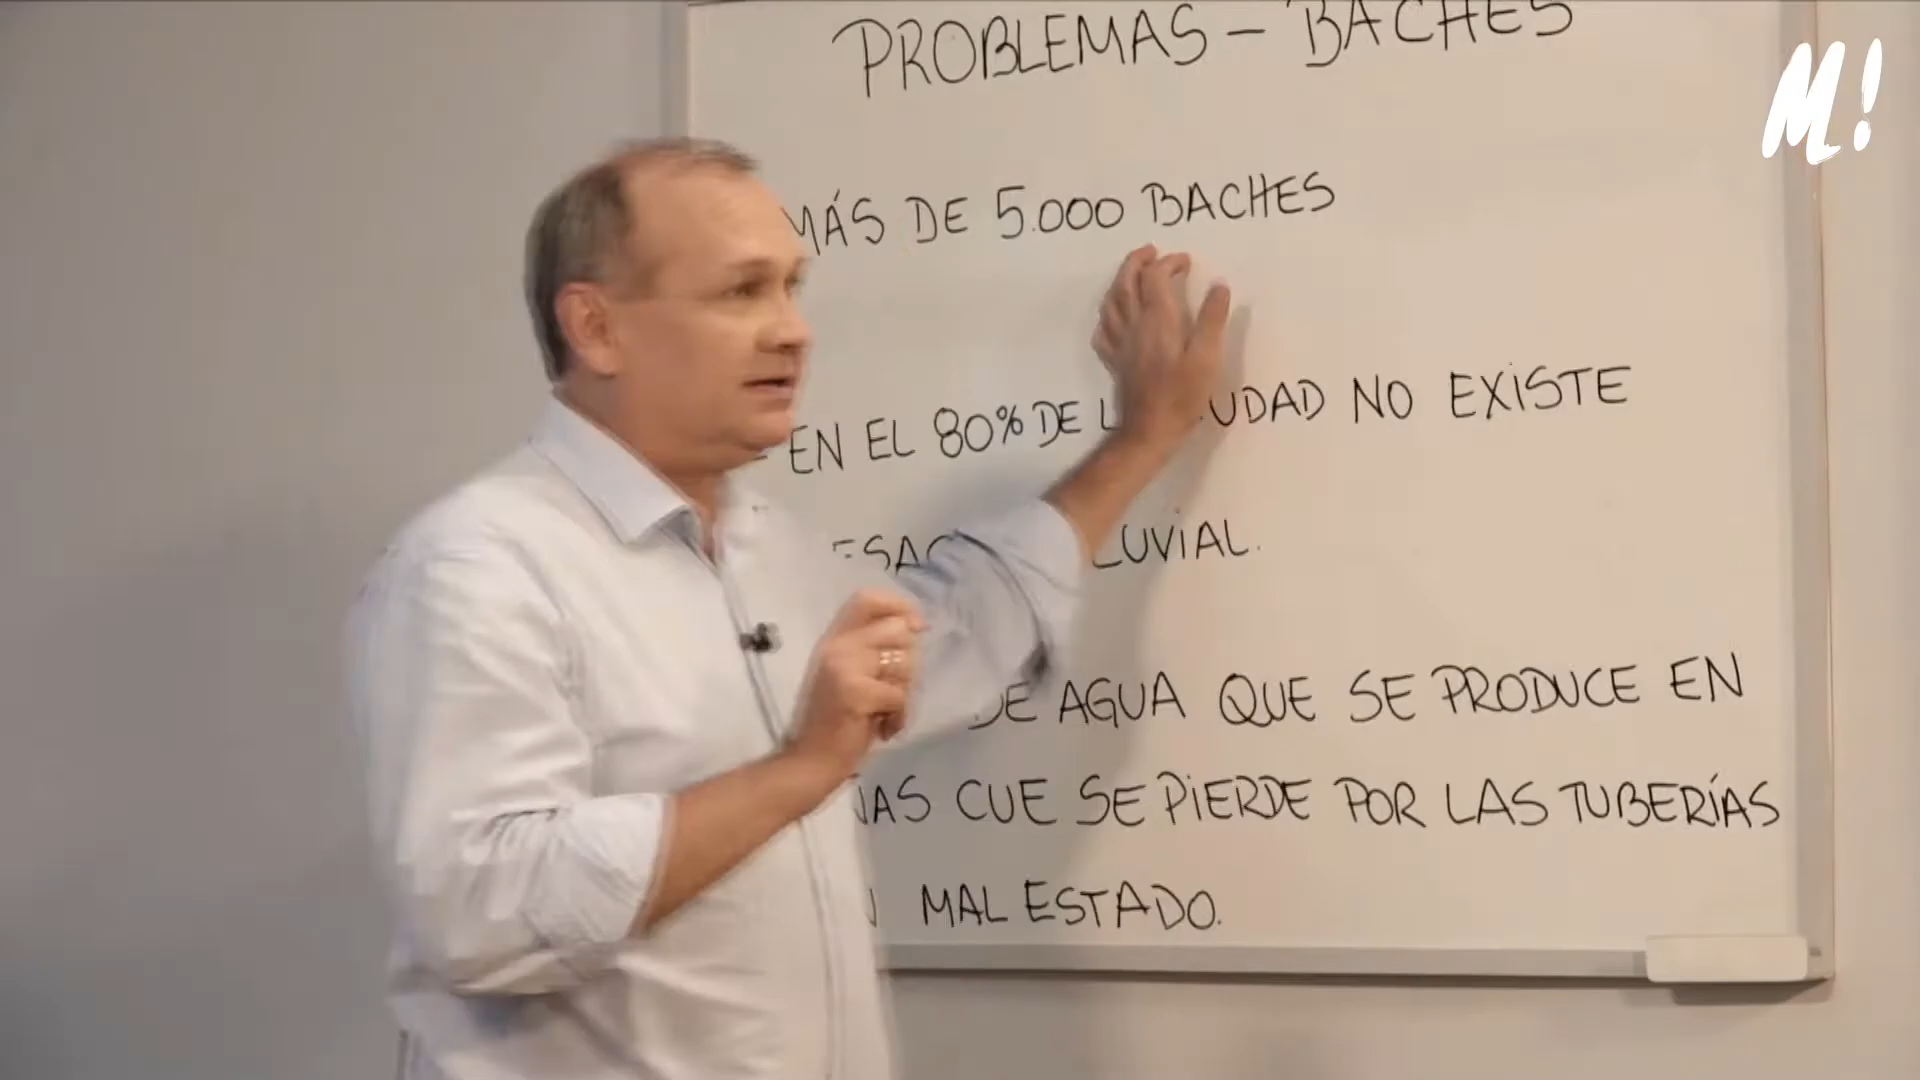 PROBLEMAS - BACHES
M!
MÁS DE 5.000 BACHES
- EN EL 80% DE UDAD NO EXISTE
ESAG LUVIAL.
DE AGUA QUE SE PRODUCE EN
NAS CUE SE PIERDE POR LAS TUBERÍAS
MAL ESTADO.